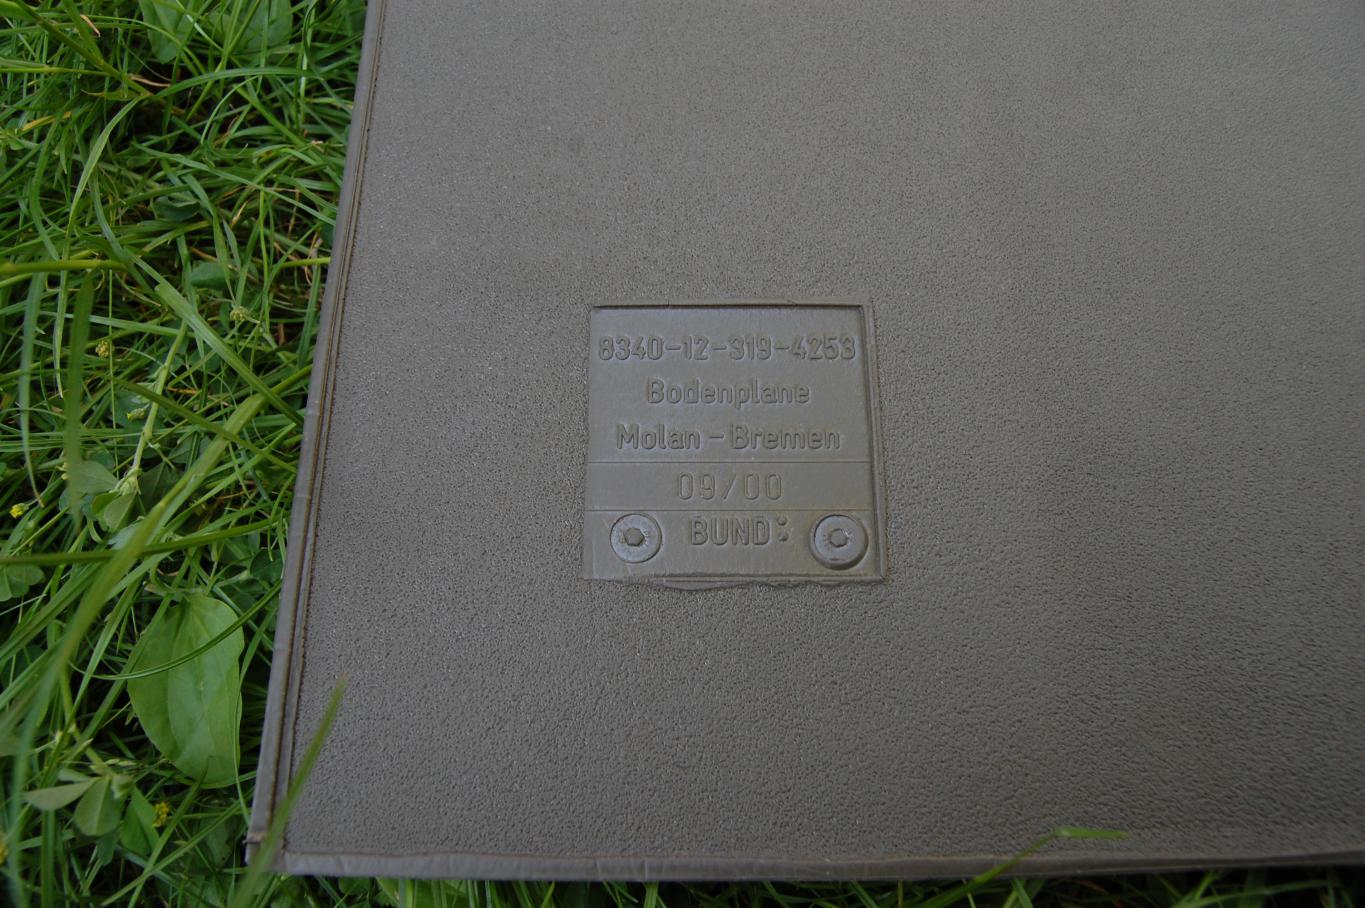 8340-12-319-4253
Bodenplane
Molan - Bremen
09/00
BUND